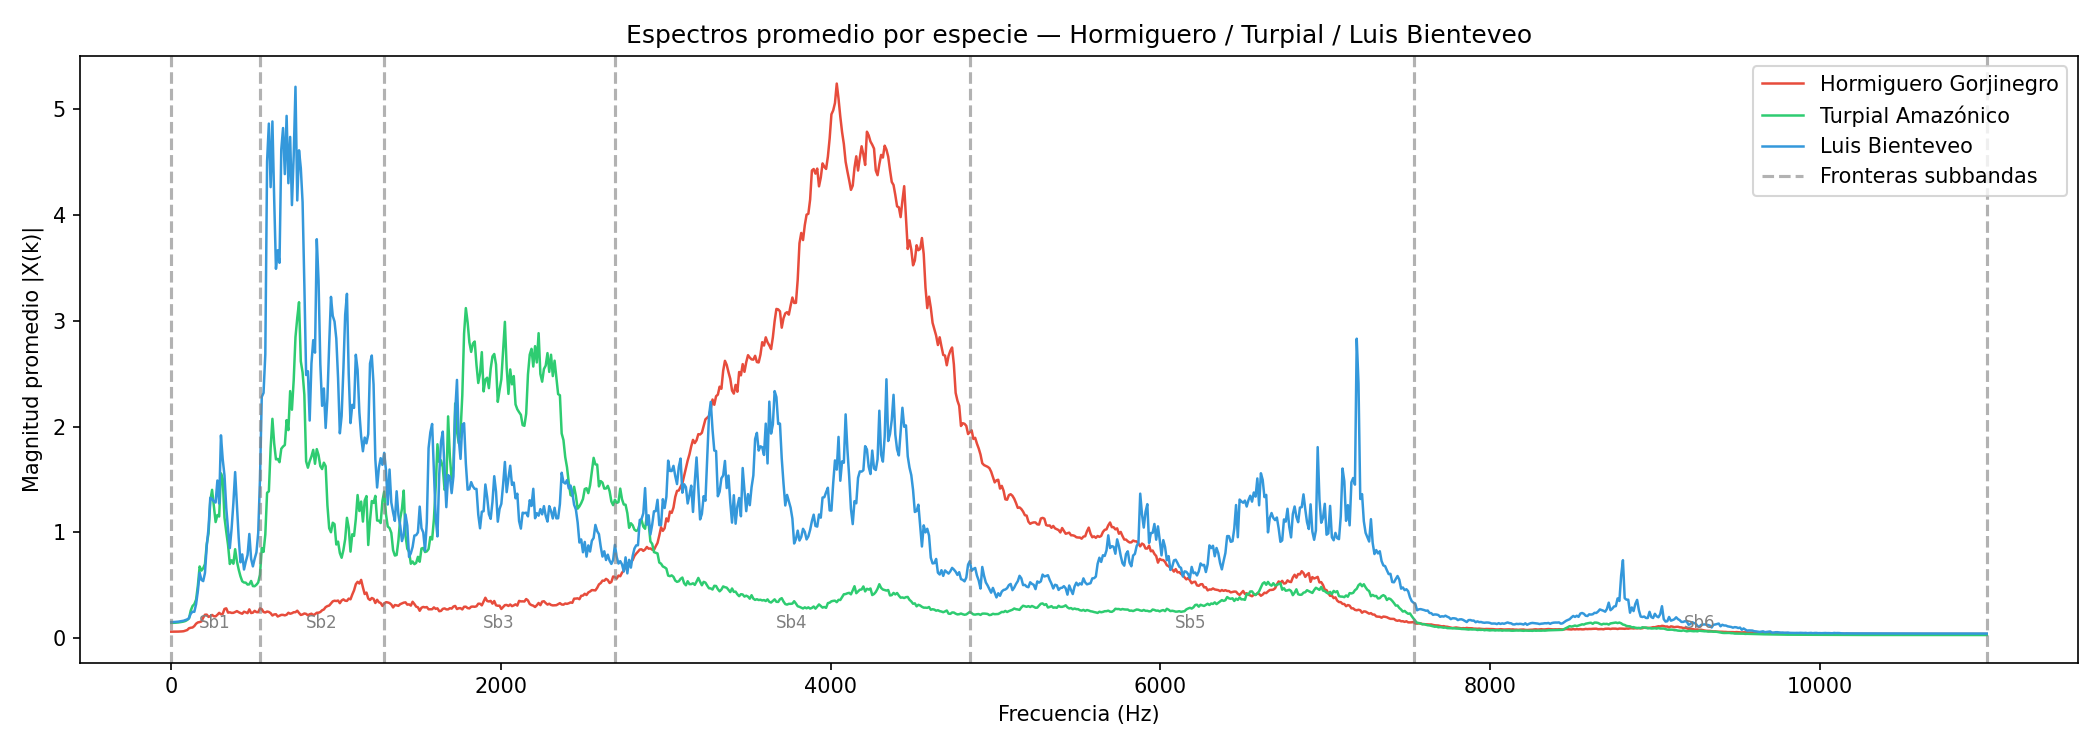 Espectros promedio por especie — Hormiguero / Turpial / Luis Bienteveo
Magnitud promedio |X(k)|
5
4
3
2
1
0
Hormiguero Gorjinegro
Turpial Amazónico
Luis Bienteveo
Fronteras subbandas
Sb1
Sb2
Sb3
Sb4
Sb5
Sb6
0
2000
4000
6000
8000
10000
Frecuencia (Hz)